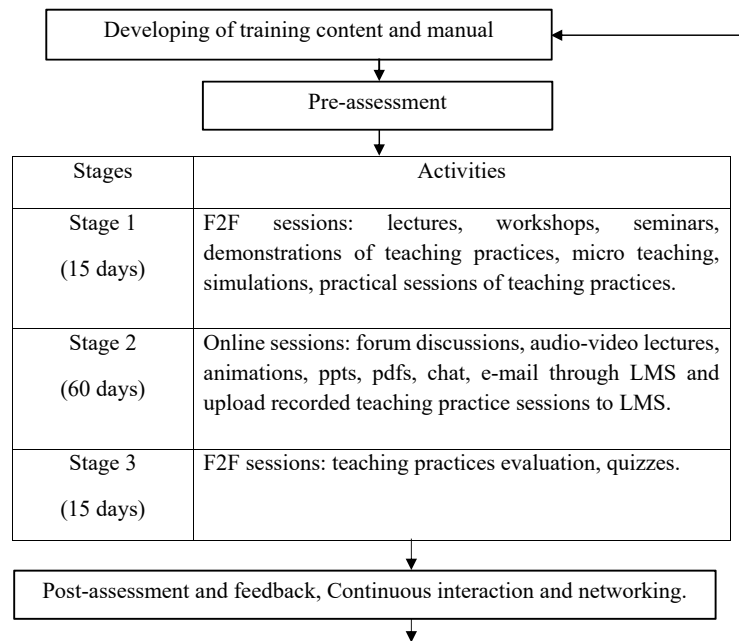 Developing of training content and manual
Pre-assessment
Stages
Activities
Stage 1
(15 days)
F2F sessions: lectures, workshops, seminars,
demonstrations of teaching practices, micro teaching,
simulations, practical sessions of teaching practices.
Stage 2
(60 days)
Online sessions: forum discussions, audio-video lectures,
animations, ppts, pdfs, chat, e-mail through LMS and
upload recorded teaching practice sessions to LMS.
Stage 3
(15 days)
F2F sessions: teaching practices evaluation, quizzes.
Post-assessment and feedback, Continuous interaction and networking.